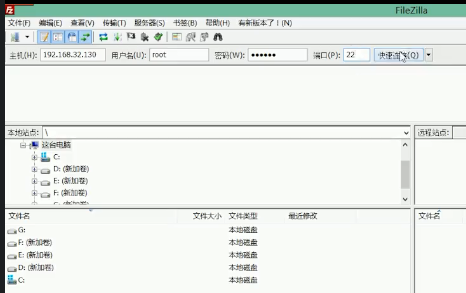 FileZilla
文件(F) 编辑(E) 查看(V) 传输(T) 服务器(S) 书签(B) 帮助(H) 有新版本了!(N)
主机(H): 192.168.32.130 用户名(U): root 密码(W): ●●●●●● 端口(P): 22 快速连接(Q)
本地站点: \ 远程站点:
这台电脑
C:
D: (新加卷)
E: (新加卷)
F: (新加卷)
文件名 文件大小 文件类型 最近修改 文件名
G: 本地磁盘
F: (新加卷) 本地磁盘
E: (新加卷) 本地磁盘
D: (新加卷) 本地磁盘
C: 本地磁盘